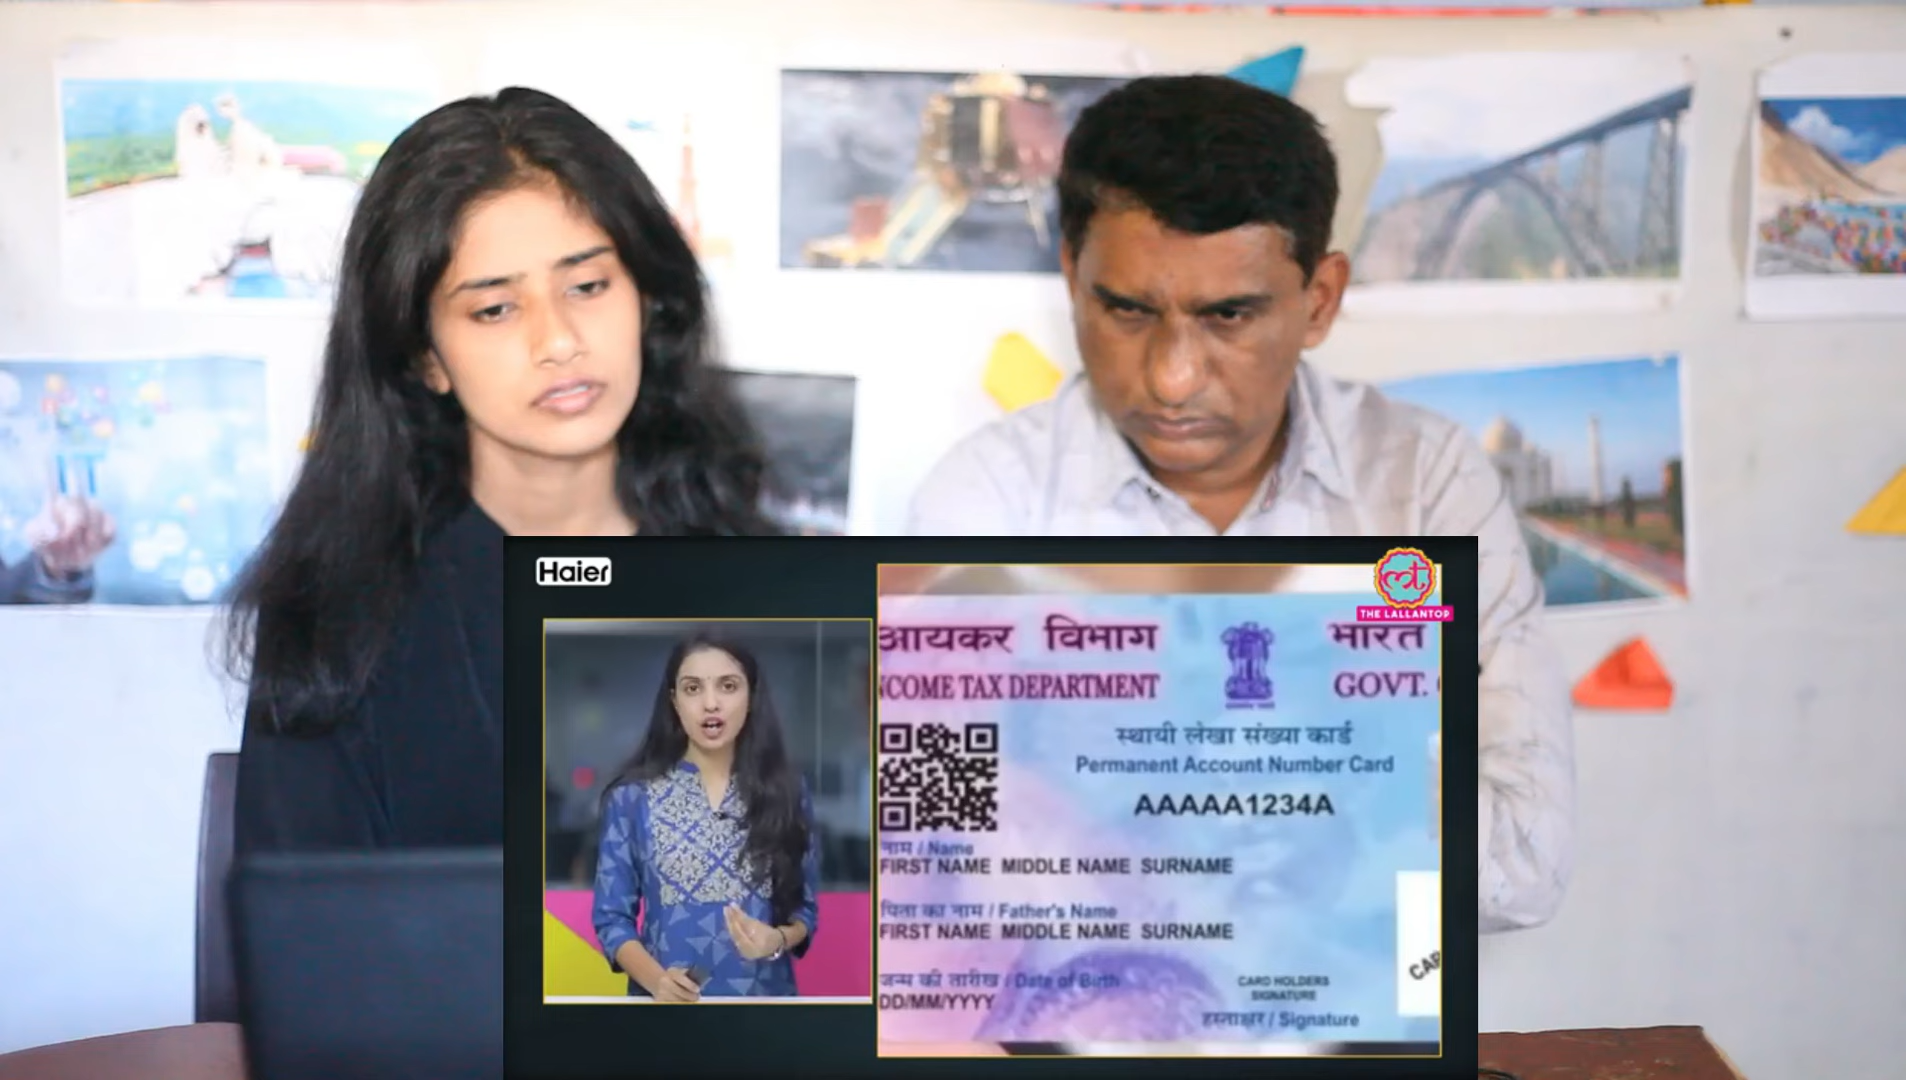 Haier
mt
THE LALLANTOP
आयकर विभाग
भारत
NCOME TAX DEPARTMENT
GOVT.
स्थायी लेखा संख्या कार्ड
Permanent Account Number Card
AAAAA1234A
नाम / Name
FIRST NAME MIDDLE NAME SURNAME
पिता का नाम / Father's Name
FIRST NAME MIDDLE NAME SURNAME
जन्म की तारीख / Date of Birth
DD/MM/YYYY
CARD HOLDERS
SIGNATURE
हस्ताक्षर / Signature